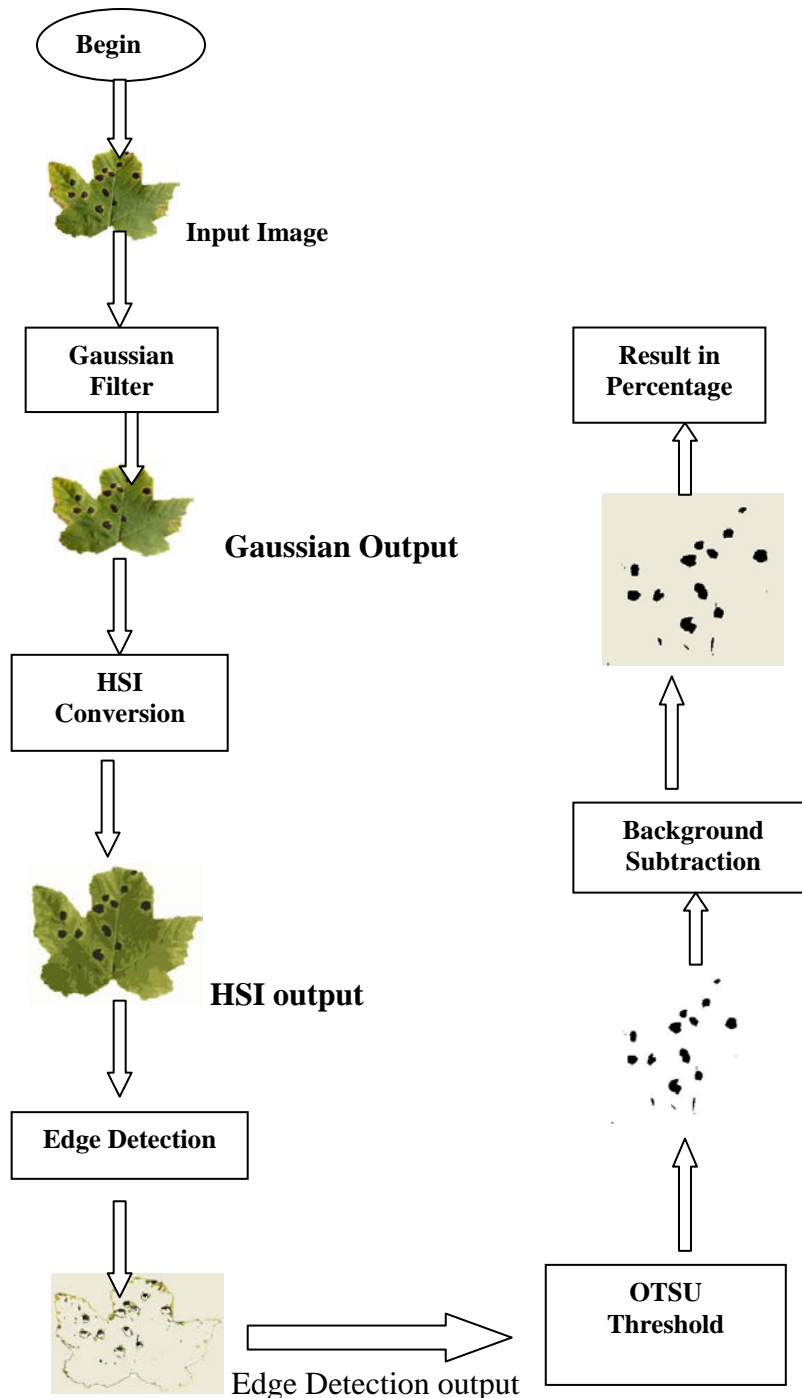 Begin
Input Image
Gaussian
Filter
Gaussian Output
HSI
Conversion
HSI output
Edge Detection
Edge Detection output
OTSU
Threshold
Background
Subtraction
Result in
Percentage